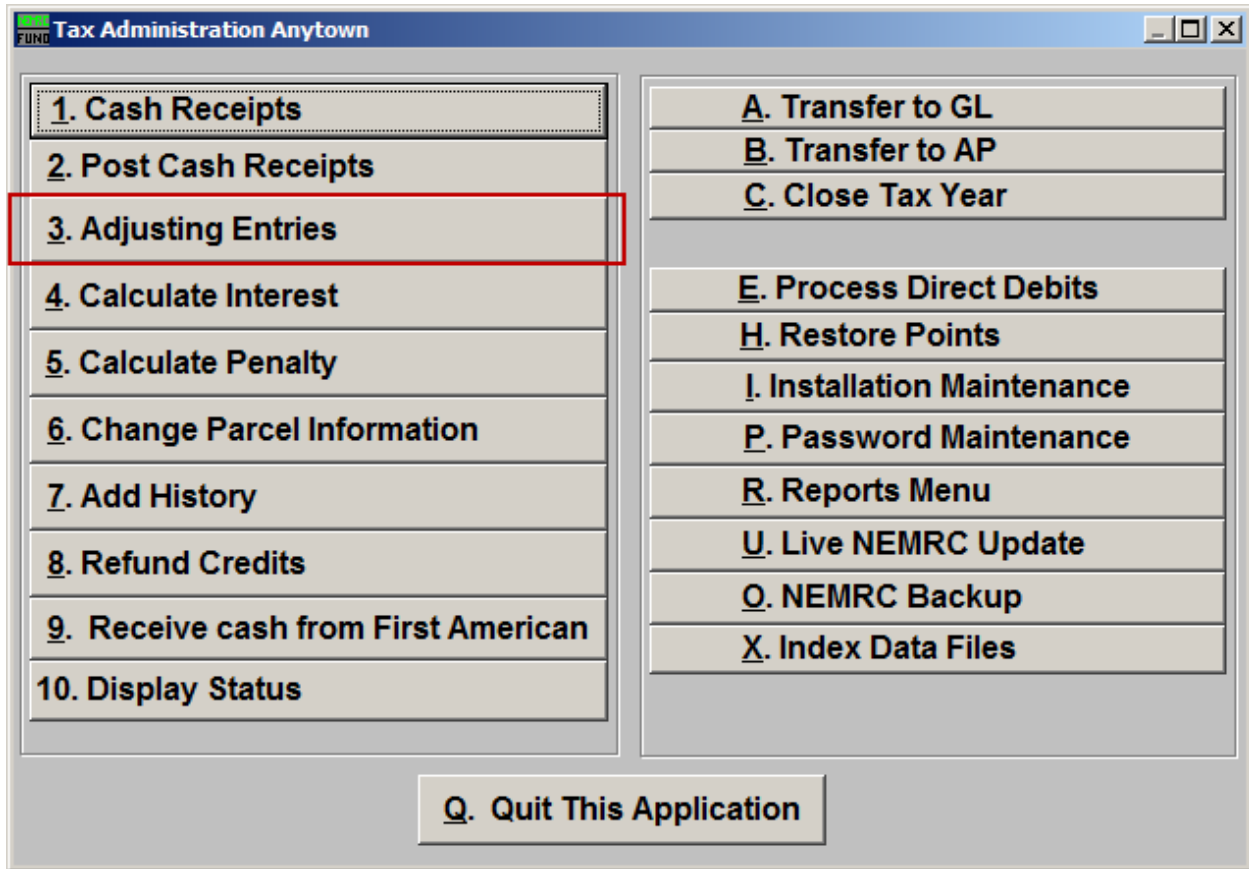 NEMRC
FUND
Tax Administration Anytown
1. Cash Receipts
2. Post Cash Receipts
3. Adjusting Entries
4. Calculate Interest
5. Calculate Penalty
6. Change Parcel Information
7. Add History
8. Refund Credits
9. Receive cash from First American
10. Display Status
A. Transfer to GL
B. Transfer to AP
C. Close Tax Year
E. Process Direct Debits
H. Restore Points
I. Installation Maintenance
P. Password Maintenance
R. Reports Menu
U. Live NEMRC Update
O. NEMRC Backup
X. Index Data Files
Q. Quit This Application